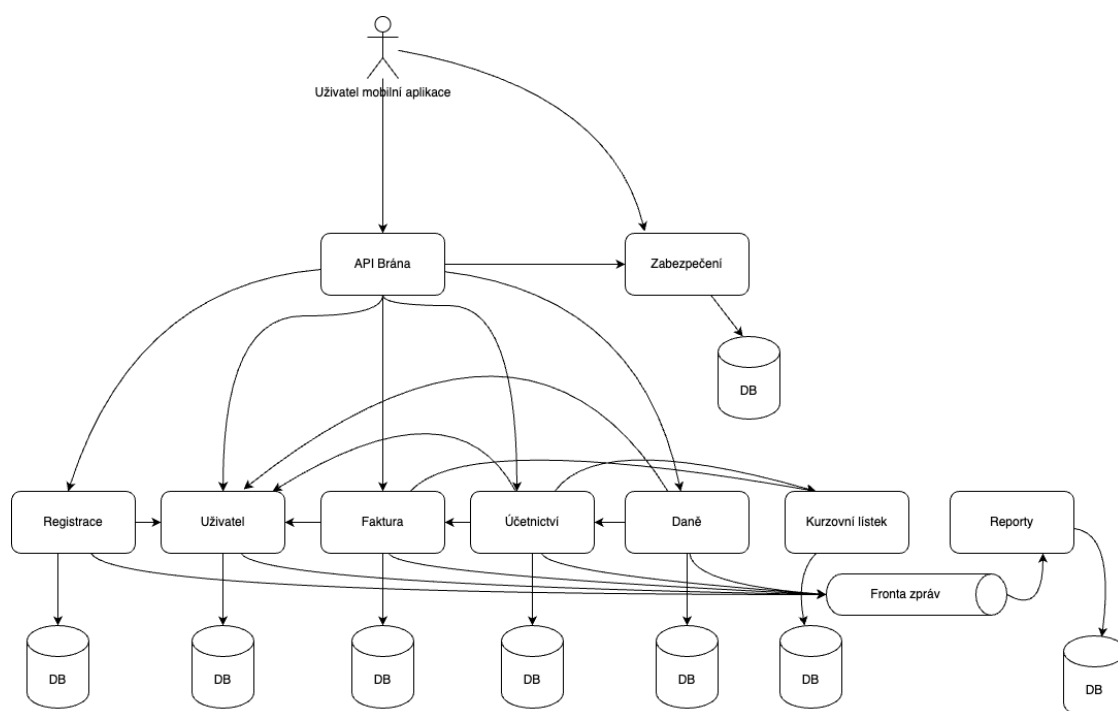 Uživatel mobilní aplikace
API Brána
Zabezpečení
DB
Registrace
Uživatel
Faktura
Účetnictví
Daně
Kurzovní lístek
Reporty
Fronta zpráv
DB
DB
DB
DB
DB
DB
DB